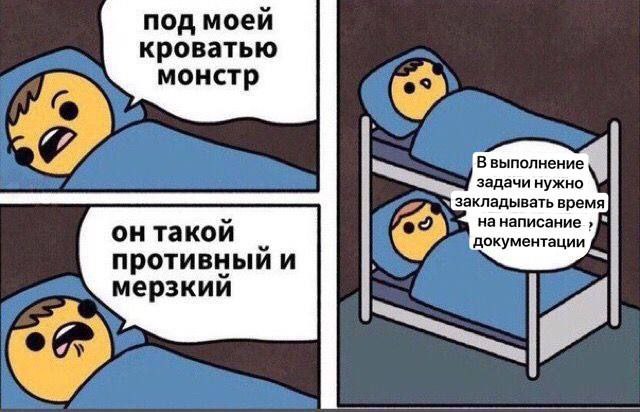 под моей
кроватью
монстр
он такой
противный и
мерзкий
В выполнение
задачи нужно
закладывать время
на написание ?
документации